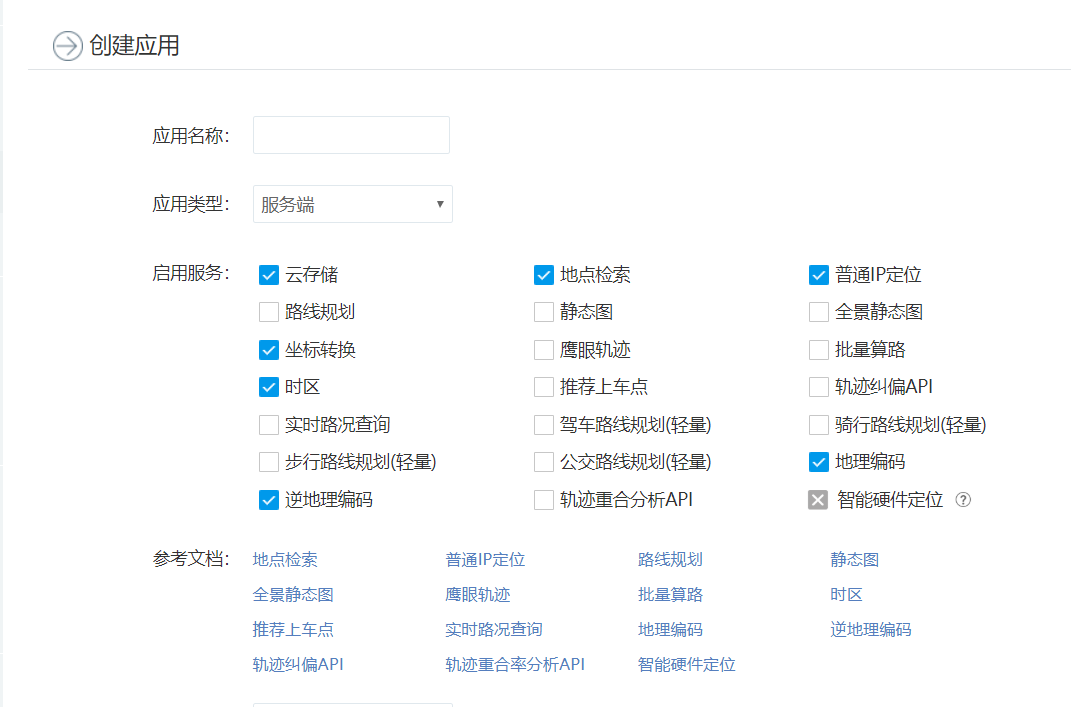 创建应用
应用名称:
应用类型: 服务端
启用服务: 云存储 地点检索 普通IP定位
路线规划 静态图 全景静态图
坐标转换 鹰眼轨迹 批量算路
时区 推荐上车点 轨迹纠偏API
实时路况查询 驾车路线规划(轻量) 骑行路线规划(轻量)
步行路线规划(轻量) 公交路线规划(轻量) 地理编码
逆地理编码 轨迹重合分析API 智能硬件定位 ?
参考文档: 地点检索 普通IP定位 路线规划 静态图
全景静态图 鹰眼轨迹 批量算路 时区
推荐上车点 实时路况查询 地理编码 逆地理编码
轨迹纠偏API 轨迹重合率分析API 智能硬件定位